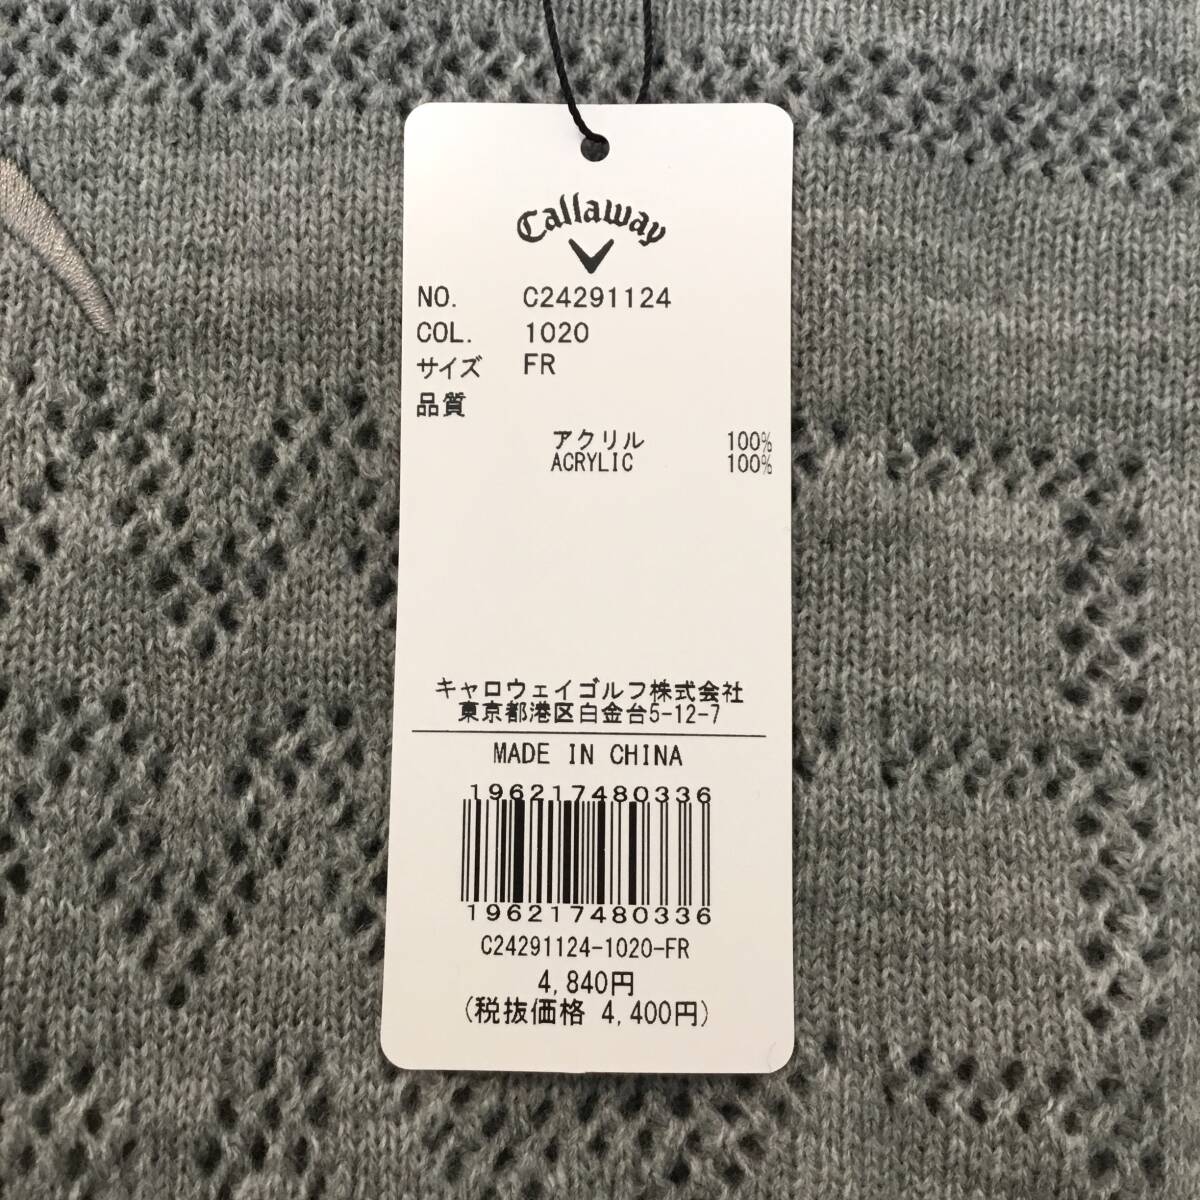 Callaway
NO. C24291124
COL. 1020
サイズ FR
品質
アクリル 100%
ACRYLIC 100%
キャロウェイゴルフ株式会社
東京都港区白金台5-12-7
MADE IN CHINA
196217480336
196217480336
C24291124-1020-FR
4,840円
(税抜価格 4,400円)